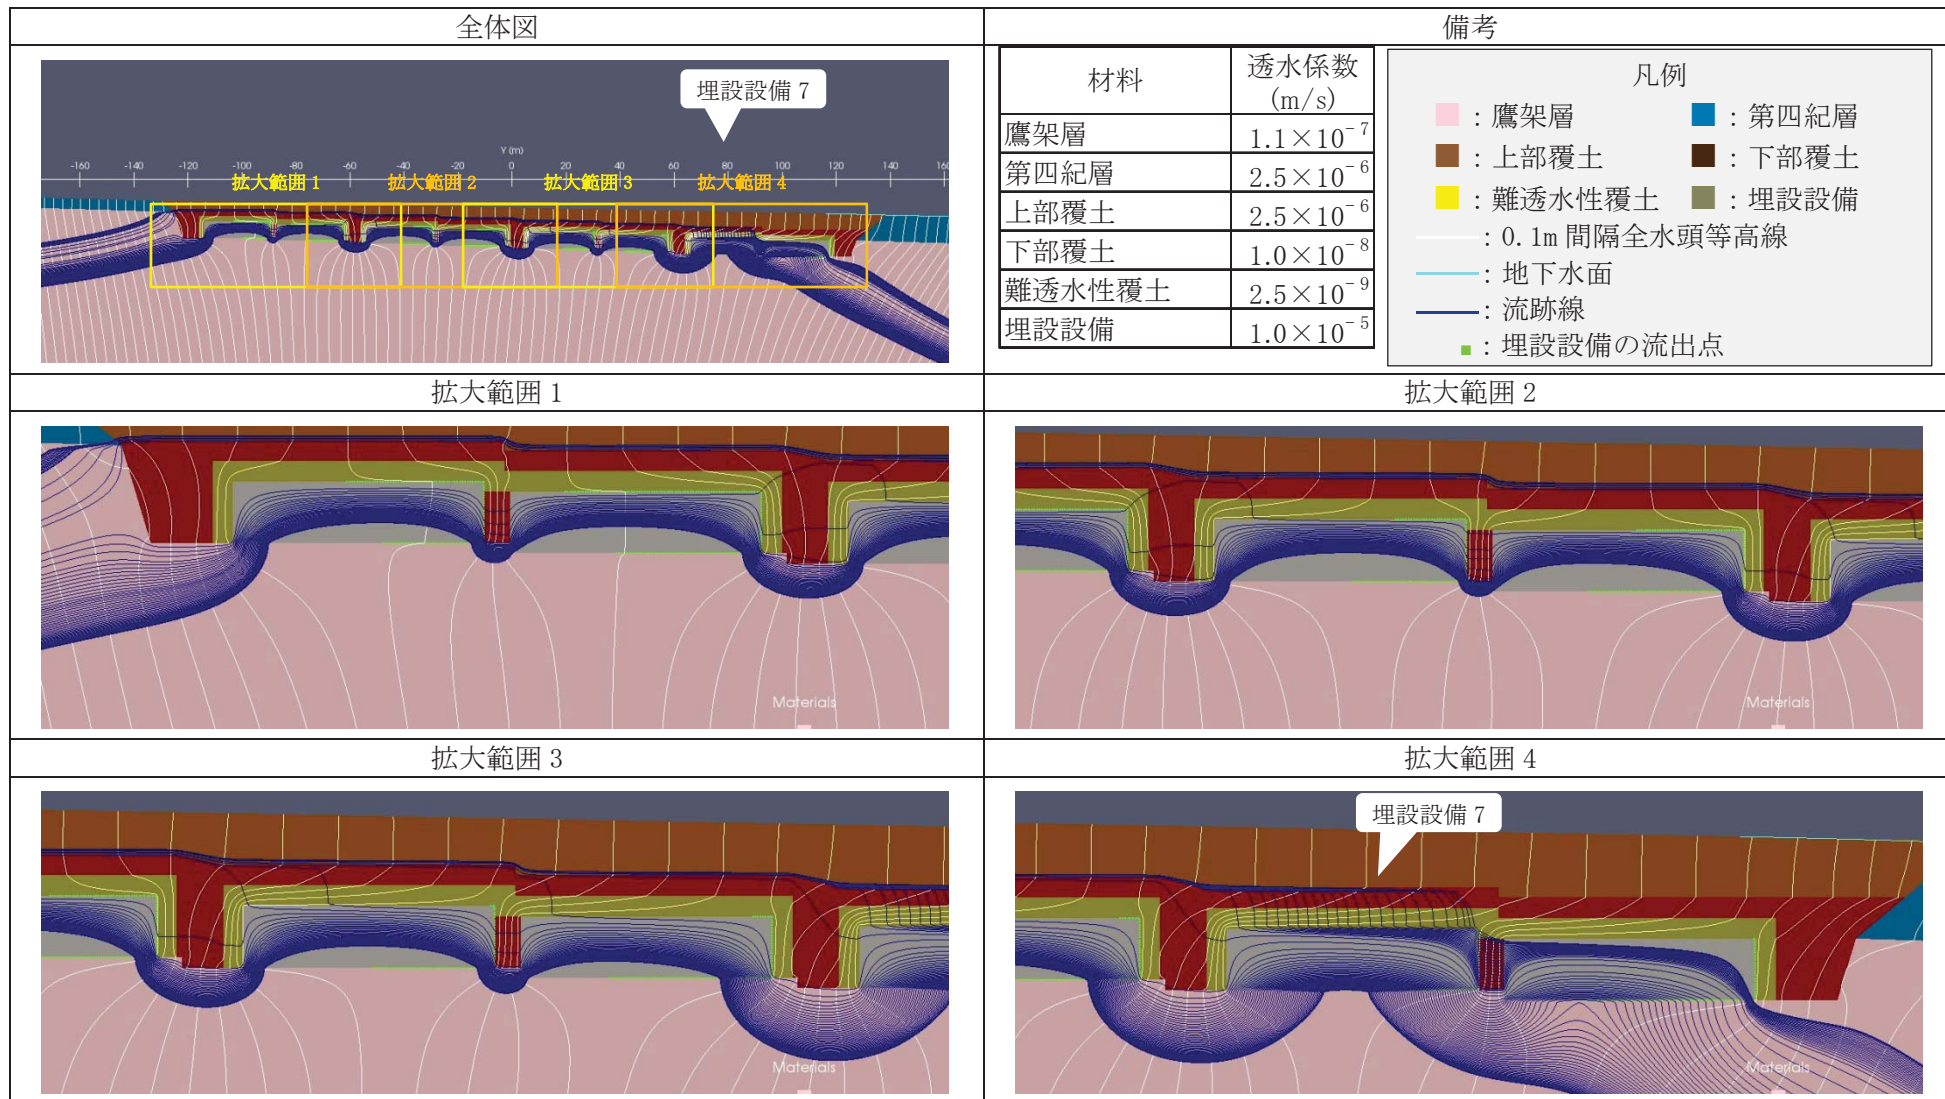 全体図
備考
埋設設備 7
Y (m)
-160 -140 -120 -100 -80 -60 -40 -20 0 20 40 60 80 100 120 140 160
拡大範囲 1 拡大範囲 2 拡大範囲 3 拡大範囲 4
材料 透水係数
(m/s)
鷹架層 1.1×10⁻⁷
第四紀層 2.5×10⁻⁶
上部覆土 2.5×10⁻⁶
下部覆土 1.0×10⁻⁸
難透水性覆土 2.5×10⁻⁹
埋設設備 1.0×10⁻⁵
凡例
：鷹架層 ：第四紀層
：上部覆土 ：下部覆土
：難透水性覆土 ：埋設設備
：0.1m 間隔全水頭等高線
：地下水面
：流跡線
：埋設設備の流出点
拡大範囲 1
拡大範囲 2
Materials
Materials
拡大範囲 3
拡大範囲 4
埋設設備 7
Materials
Materials